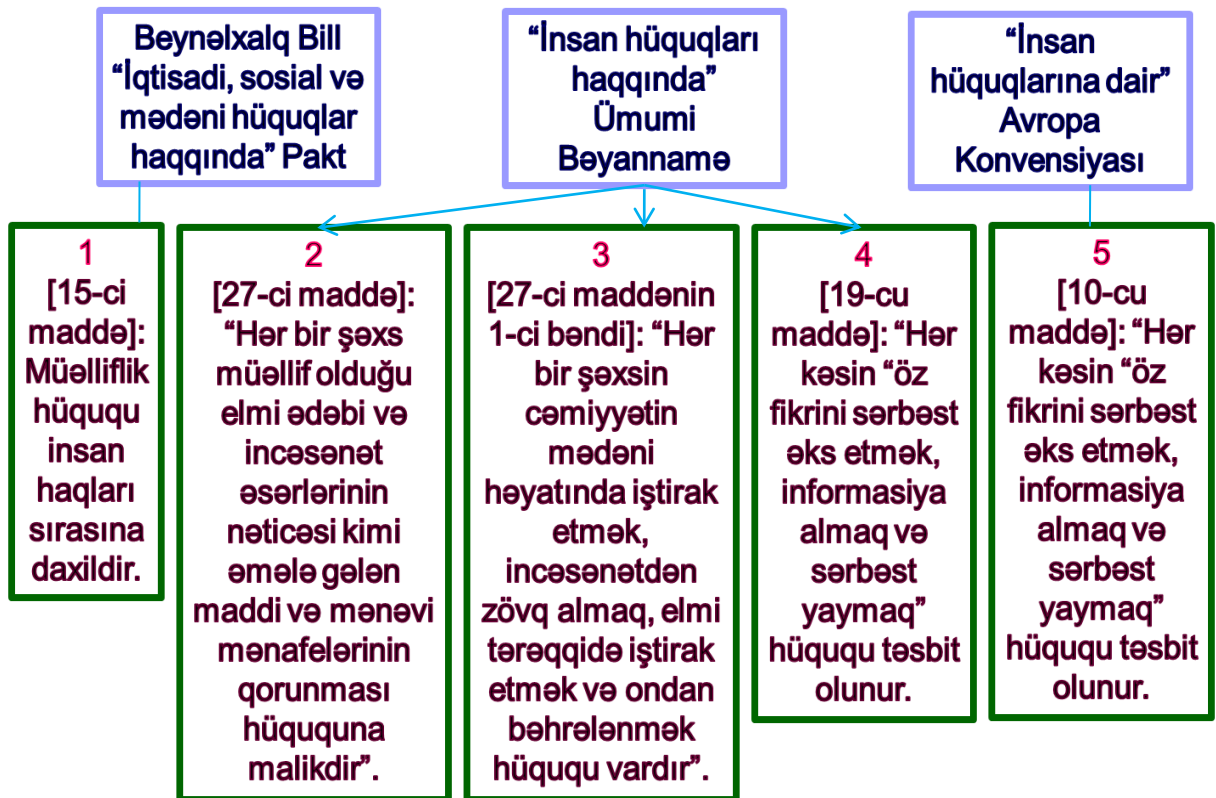 Beynəlxalq Bill
“İqtisadi, sosial və
mədəni hüquqlar
haqqında” Pakt
“İnsan hüquqları
haqqında”
Ümumi
Bəyannamə
“İnsan
hüquqlarına dair”
Avropa
Konvensiyası
1
[15-ci
maddə]:
Müəlliflik
hüququ
insan
haqları
sırasına
daxildir.
2
[27-ci maddə]:
“Hər bir şəxs
müəllif olduğu
elmi ədəbi və
incəsənət
əsərlərinin
nəticəsi kimi
əmələ gələn
maddi və mənəvi
mənafelərinin
qorunması
hüququna
malikdir”.
3
[27-ci maddənin
1-ci bəndi]: “Hər
bir şəxsin
cəmiyyətin
mədəni
həyatında iştirak
etmək,
incəsənətdən
zövq almaq, elmi
tərəqqidə iştirak
etmək və ondan
bəhrələnmək
hüququ vardır”.
4
[19-cu
maddə]: “Hər
kəsin “öz
fikrini sərbəst
əks etmək,
informasiya
almaq və
sərbəst
yaymaq”
hüququ təsbit
olunur.
5
[10-cu
maddə]: “Hər
kəsin “öz
fikrini sərbəst
əks etmək,
informasiya
almaq və
sərbəst
yaymaq”
hüququ təsbit
olunur.